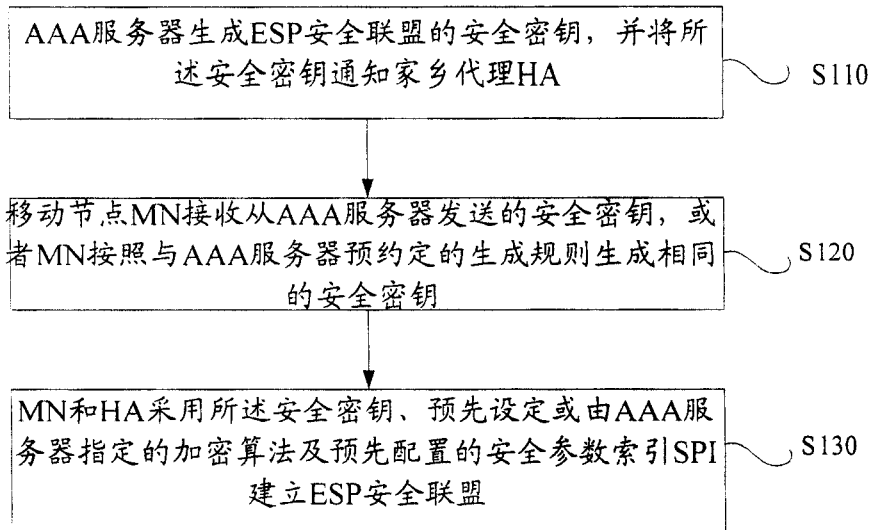 AAA服务器生成ESP安全联盟的安全密钥，并将所
述安全密钥通知家乡代理HA
S110
移动节点MN接收从AAA服务器发送的安全密钥，或
者MN按照与AAA服务器预约定的生成规则生成相同
的安全密钥
S120
MN和HA采用所述安全密钥、预先设定或由AAA服
务器指定的加密算法及预先配置的安全参数索引SPI
建立ESP安全联盟
S130